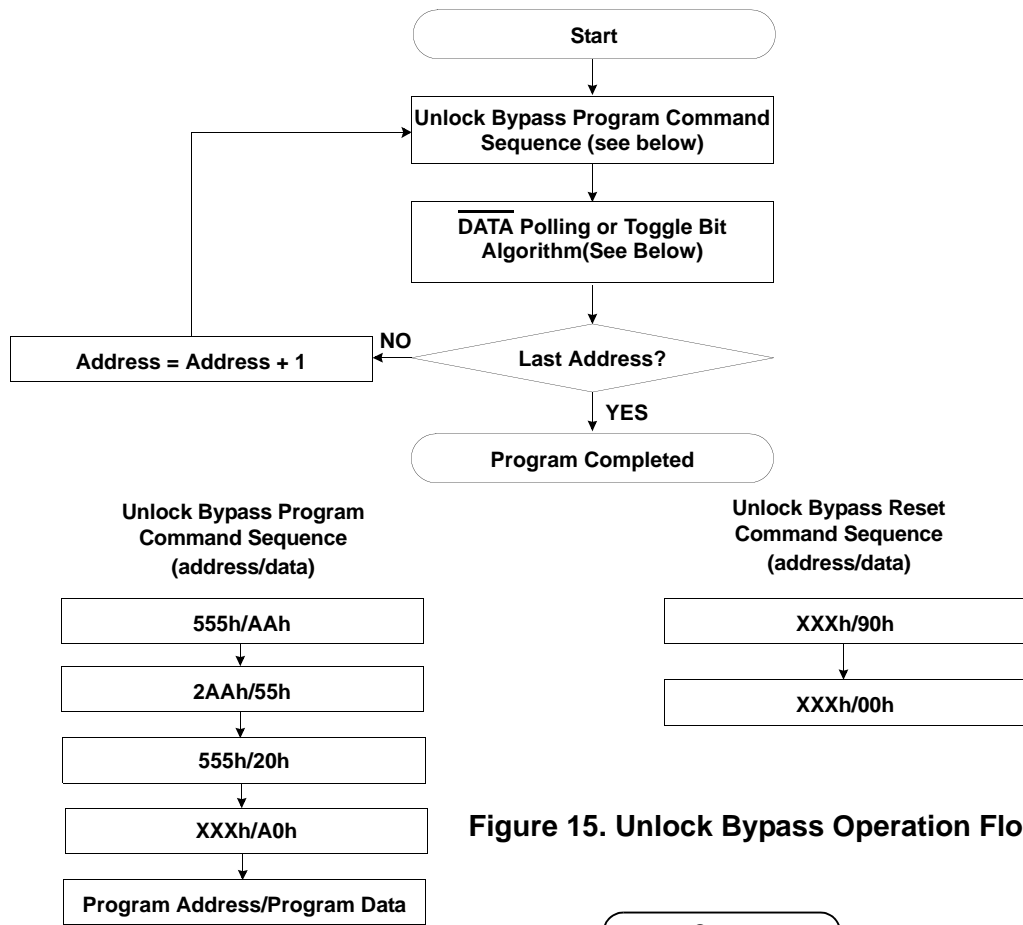 Start
Unlock Bypass Program Command
Sequence (see below)
DATA Polling or Toggle Bit
Algorithm(See Below)
NO
Address = Address + 1
Last Address?
YES
Program Completed
Unlock Bypass Program
Command Sequence
(address/data)
555h/AAh
2AAh/55h
555h/20h
XXXh/A0h
Program Address/Program Data
Unlock Bypass Reset
Command Sequence
(address/data)
XXXh/90h
XXXh/00h
Figure 15. Unlock Bypass Operation Flo